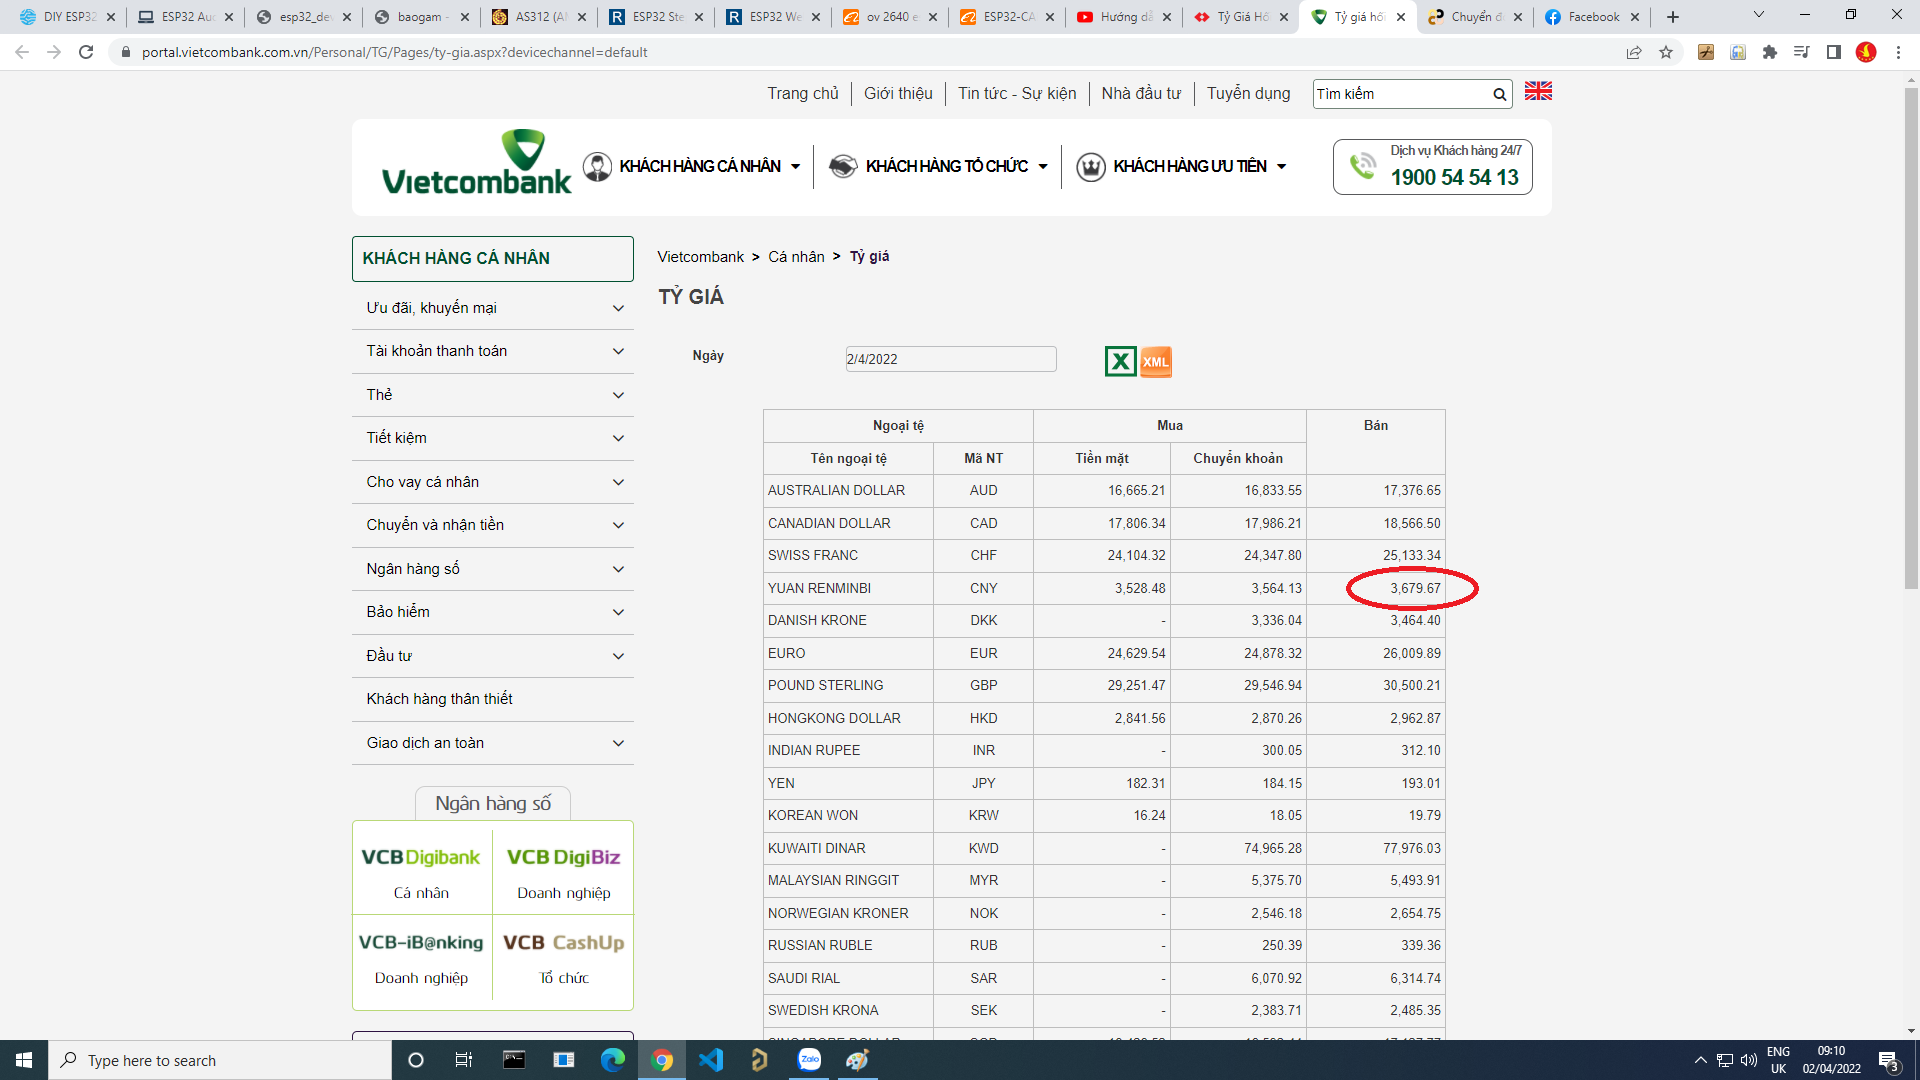 DIY ESP32
ESP32 Au
esp32_de
baogam -
AS312 (A
ESP32 Ste
ESP32 We
ov 2640 e
ESP32-CA
Hướng d
Tỷ Giá Hố
Tỷ giá hối
Chuyển đ
Facebook
portal.vietcombank.com.vn/Personal/TG/Pages/ty-gia.aspx?devicechannel=default
Trang chủ Giới thiệu Tin tức - Sự kiện Nhà đầu tư Tuyển dụng Tìm kiếm
Vietcombank
KHÁCH HÀNG CÁ NHÂN KHÁCH HÀNG TỔ CHỨC KHÁCH HÀNG ƯU TIÊN
Dịch vụ Khách hàng 24/7
1900 54 54 13
KHÁCH HÀNG CÁ NHÂN
Ưu đãi, khuyến mại
Tài khoản thanh toán
Thẻ
Tiết kiệm
Cho vay cá nhân
Chuyển và nhận tiền
Ngân hàng số
Bảo hiểm
Đầu tư
Khách hàng thân thiết
Giao dịch an toàn
Ngân hàng số
VCB Digibank
Cá nhân
VCB DigiBiz
Doanh nghiệp
VCB-iB@nking
Doanh nghiệp
VCB CashUp
Tổ chức
Vietcombank > Cá nhân > Tỷ giá
TỶ GIÁ
Ngày 2/4/2022
X XML
Ngoại tệ Mua Bán
Tên ngoại tệ Mã NT Tiền mặt Chuyển khoản
AUSTRALIAN DOLLAR AUD 16,665.21 16,833.55 17,376.65
CANADIAN DOLLAR CAD 17,806.34 17,986.21 18,566.50
SWISS FRANC CHF 24,104.32 24,347.80 25,133.34
YUAN RENMINBI CNY 3,528.48 3,564.13 3,679.67
DANISH KRONE DKK - 3,336.04 3,464.40
EURO EUR 24,629.54 24,878.32 26,009.89
POUND STERLING GBP 29,251.47 29,546.94 30,500.21
HONGKONG DOLLAR HKD 2,841.56 2,870.26 2,962.87
INDIAN RUPEE INR - 300.05 312.10
YEN JPY 182.31 184.15 193.01
KOREAN WON KRW 16.24 18.05 19.79
KUWAITI DINAR KWD - 74,965.28 77,976.03
MALAYSIAN RINGGIT MYR - 5,375.70 5,493.91
NORWEGIAN KRONER NOK - 2,546.18 2,654.75
RUSSIAN RUBLE RUB - 250.39 339.36
SAUDI RIAL SAR - 6,070.92 6,314.74
SWEDISH KRONA SEK - 2,383.71 2,485.35
Type here to search
Zalo
ENG
UK
09:10
02/04/2022
3